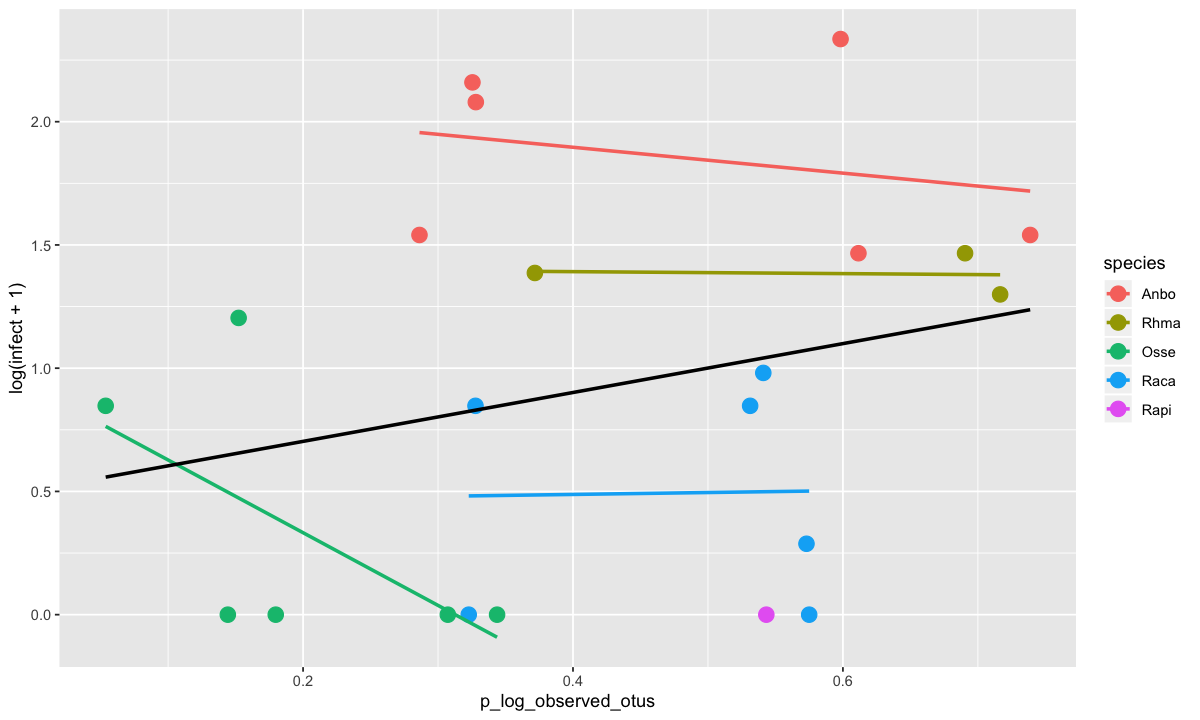 log(infect + 1)
2.0
1.5
1.0
0.5
0.0
0.2
0.4
0.6
p_log_observed_otus
species
Anbo
Rhma
Osse
Raca
Rapi